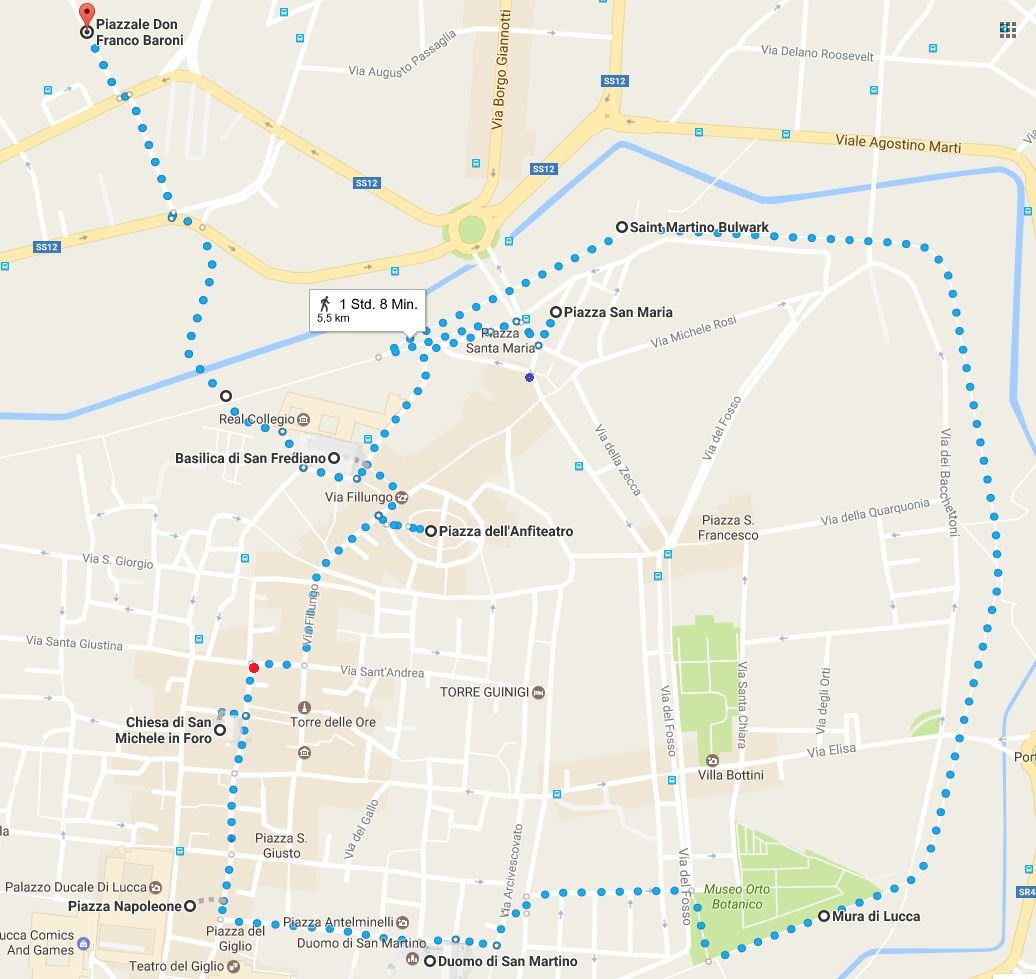 Piazzale Don
Franco Baroni
Via Augusto Passaglia
Via Borgo Giannotti
SS12
Via Delano Roosevelt
Viale Agostino Marti
SS12
SS12
SS12
Saint Martino Bulwark
1 Std. 8 Min.
5,5 km
Piazza San Maria
Piazza
Santa Maria
Via Michele Rosi
Real Collegio
Via del Fosso
Via della Zecca
Via dei Bacchettoni
Basilica di San Frediano
Via Fillungo
Piazza dell'Anfiteatro
Piazza S.
Francesco
Via della Quarquonia
Via S. Giorgio
Via Fillungo
Via Santa Giustina
Via Sant'Andrea
TORRE GUINIGI
Via del Fosso
Via Santa Chiara
Via degli Orti
Chiesa di San
Michele in Foro
Torre delle Ore
Via Elisa
Villa Bottini
Via del Gallo
Piazza S.
Giusto
Via Arcivescovato
Via del Fosso
Palazzo Ducale Di Lucca
Piazza Napoleone
Museo Orto
Botanico
SR4
Mura di Lucca
Piazza Antelminelli
Piazza del
Giglio
Duomo di San Martino
ucca Comics
And Games
Duomo di San Martino
Teatro del Giglio